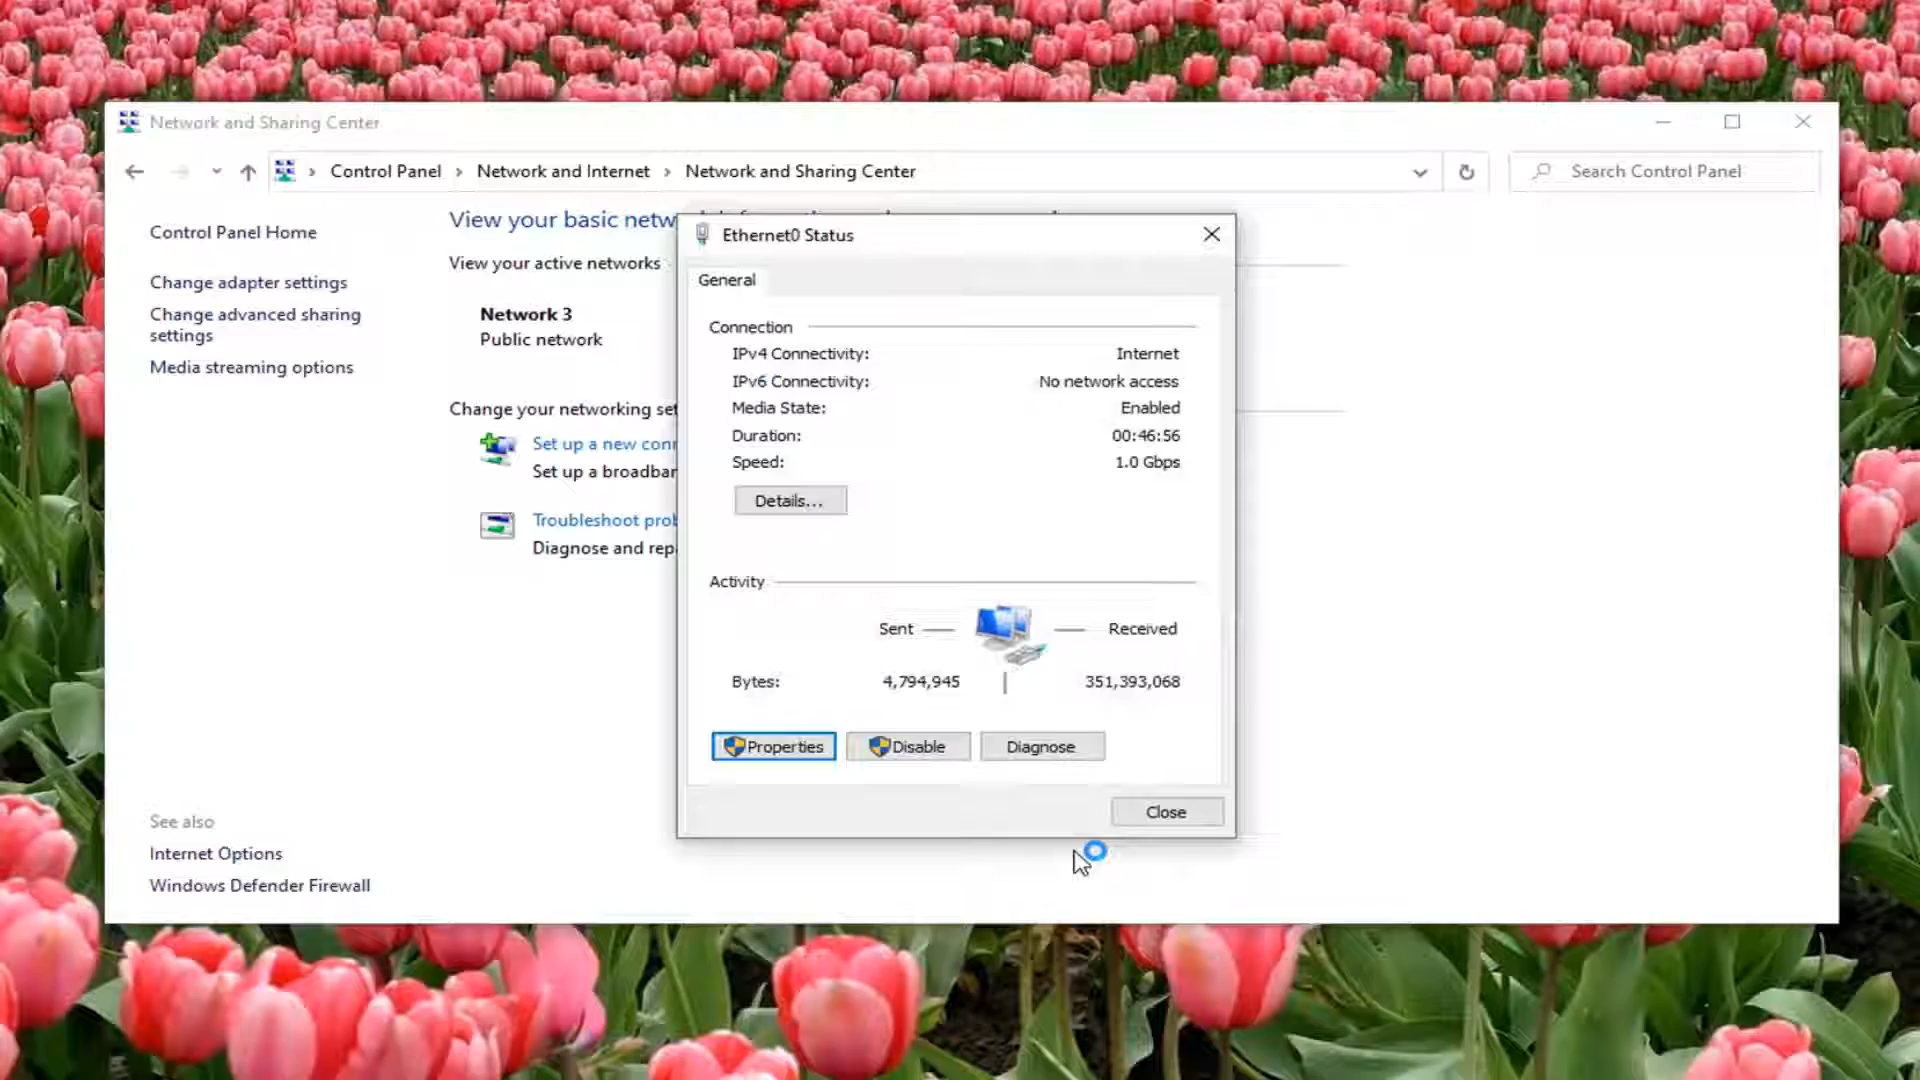 Network and Sharing Center
Control Panel > Network and Internet > Network and Sharing Center
Search Control Panel
Control Panel Home
Change adapter settings
Change advanced sharing
settings
Media streaming options
See also
Internet Options
Windows Defender Firewall
View your basic netw
View your active networks
Network 3
Public network
Change your networking set
Set up a new conn
Set up a broadban
Troubleshoot prob
Diagnose and repa
Ethernet0 Status
General
Connection
IPv4 Connectivity: Internet
IPv6 Connectivity: No network access
Media State: Enabled
Duration: 00:46:56
Speed: 1.0 Gbps
Details...
Activity
Sent — — Received
Bytes: 4,794,945 | 351,393,068
Properties Disable Diagnose
Close